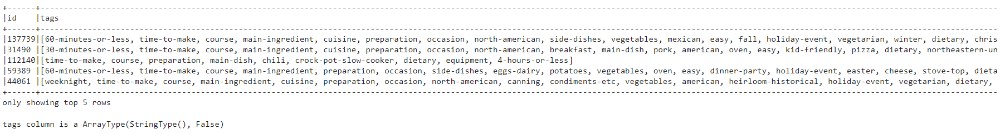 +------+----------------------------------------------------------------
|id    |tags
+------+----------------------------------------------------------------
|137739|[60-minutes-or-less, time-to-make, course, main-ingredient, cuisine, preparation, occasion, north-american, side-dishes, vegetables, mexican, easy, fall, holiday-event, vegetarian, winter, dietary, chris
|31490 |[30-minutes-or-less, time-to-make, course, main-ingredient, cuisine, preparation, occasion, north-american, breakfast, main-dish, pork, american, oven, easy, kid-friendly, pizza, dietary, northeastern-un
|112140|[time-to-make, course, preparation, main-dish, chili, crock-pot-slow-cooker, dietary, equipment, 4-hours-or-less]
|59389 |[60-minutes-or-less, time-to-make, course, main-ingredient, preparation, occasion, side-dishes, eggs-dairy, potatoes, vegetables, oven, easy, dinner-party, holiday-event, easter, cheese, stove-top, dieta
|44061 |[weeknight, time-to-make, course, main-ingredient, cuisine, preparation, occasion, north-american, canning, condiments-etc, vegetables, american, heirloom-historical, holiday-event, vegetarian, dietary,
+------+----------------------------------------------------------------
only showing top 5 rows
tags column is a ArrayType(StringType(), False)